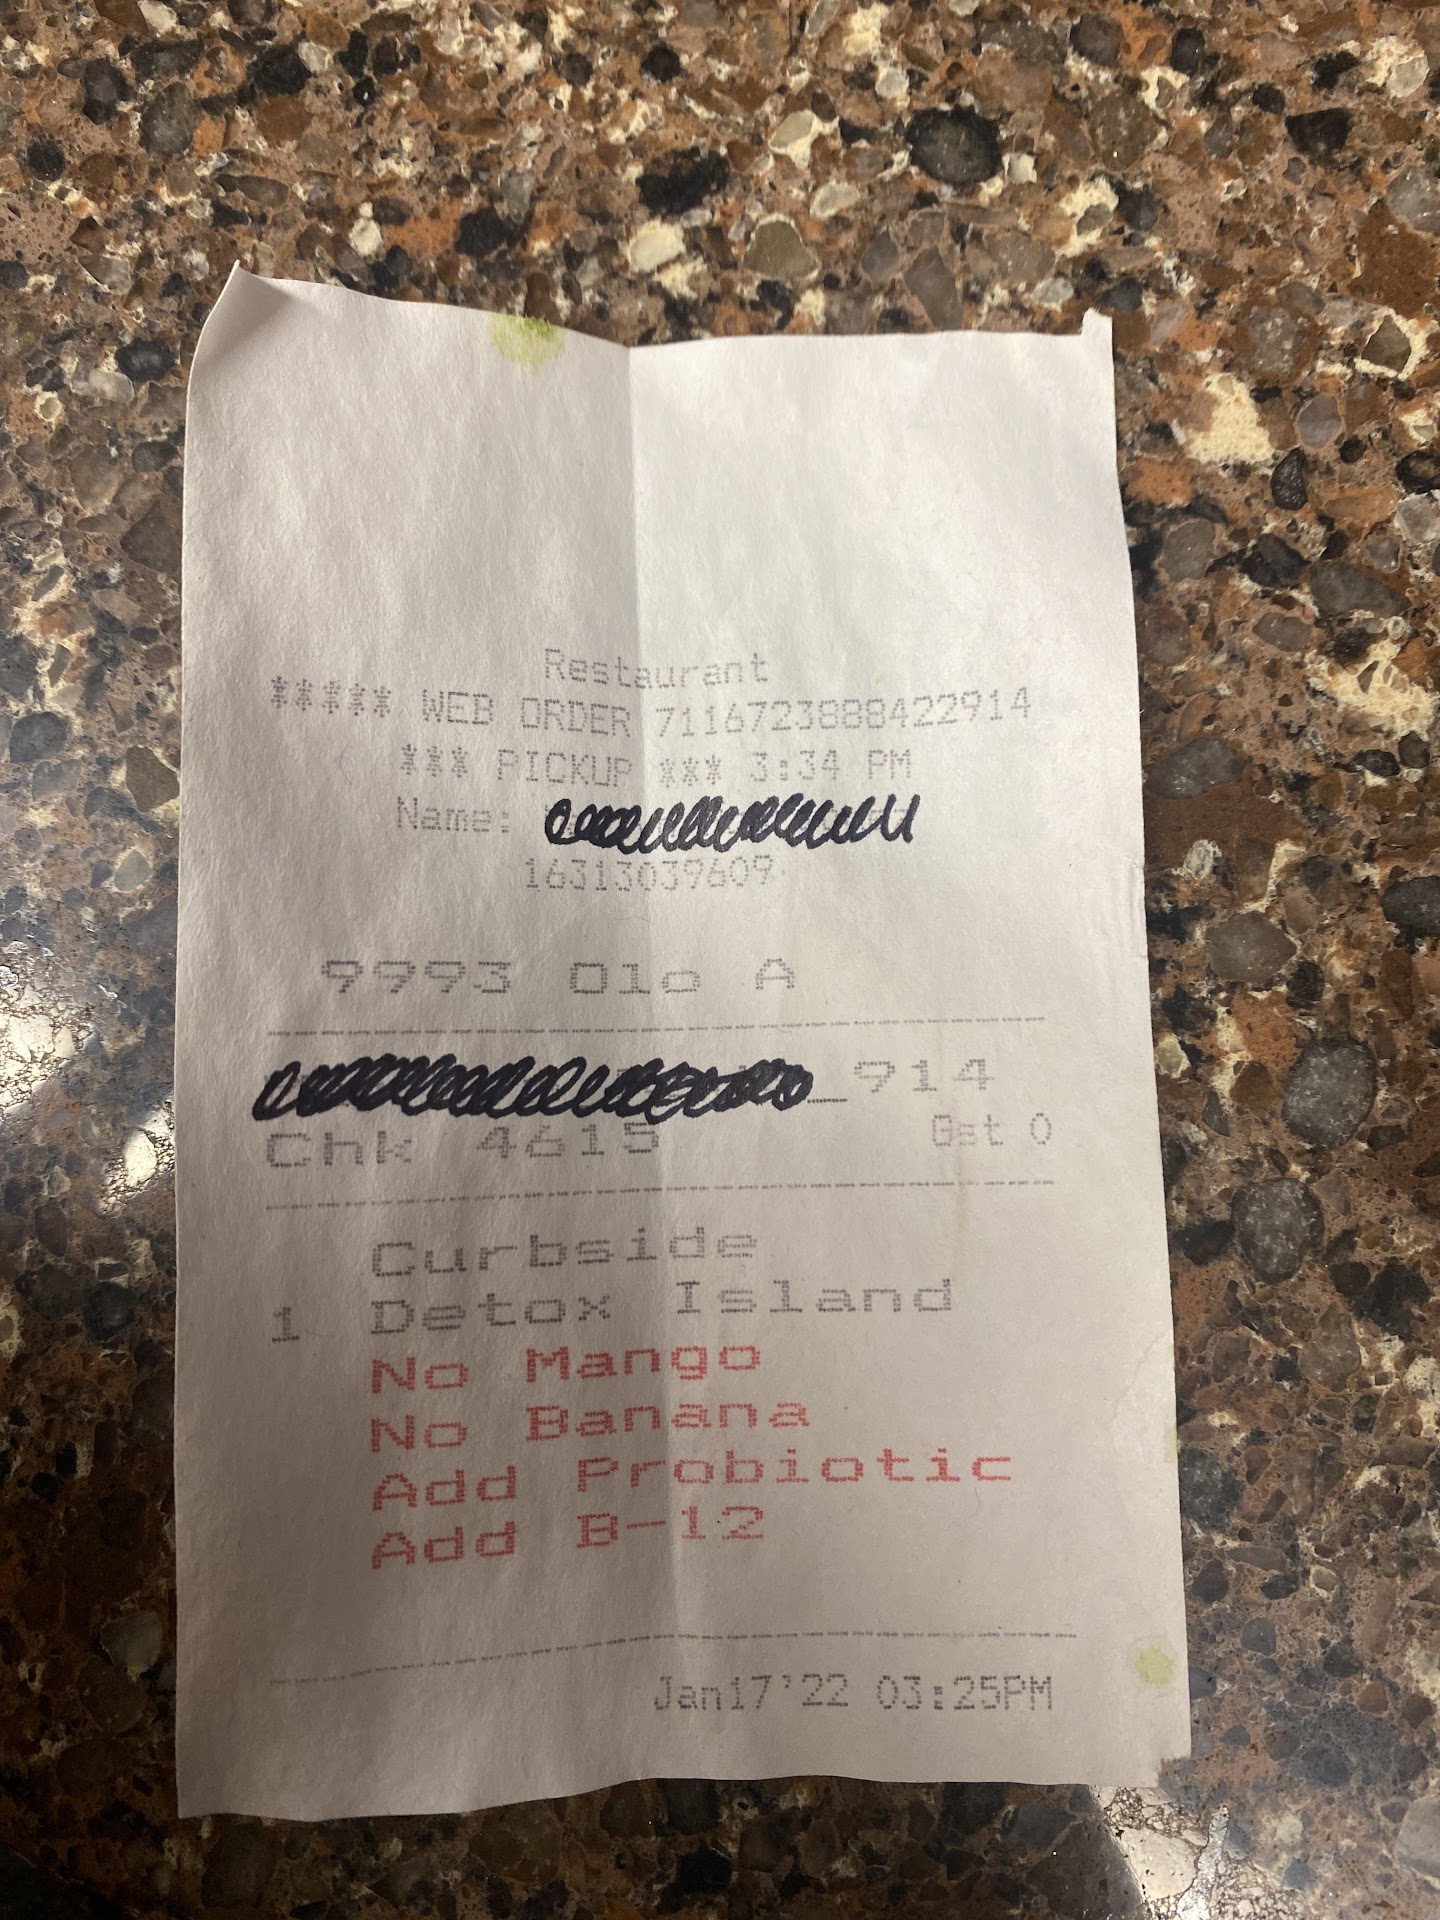 Restaurant
***** WEB ORDER 7116723888422914
*** PICKUP *** 3:34 PM
Name:
16313039609
9993 Olo A
_914
Chk 4615 Gst 0
Curbside
1 Detox Island
No Mango
No Banana
Add Probiotic
Add B-12
Jan17'22 03:25PM